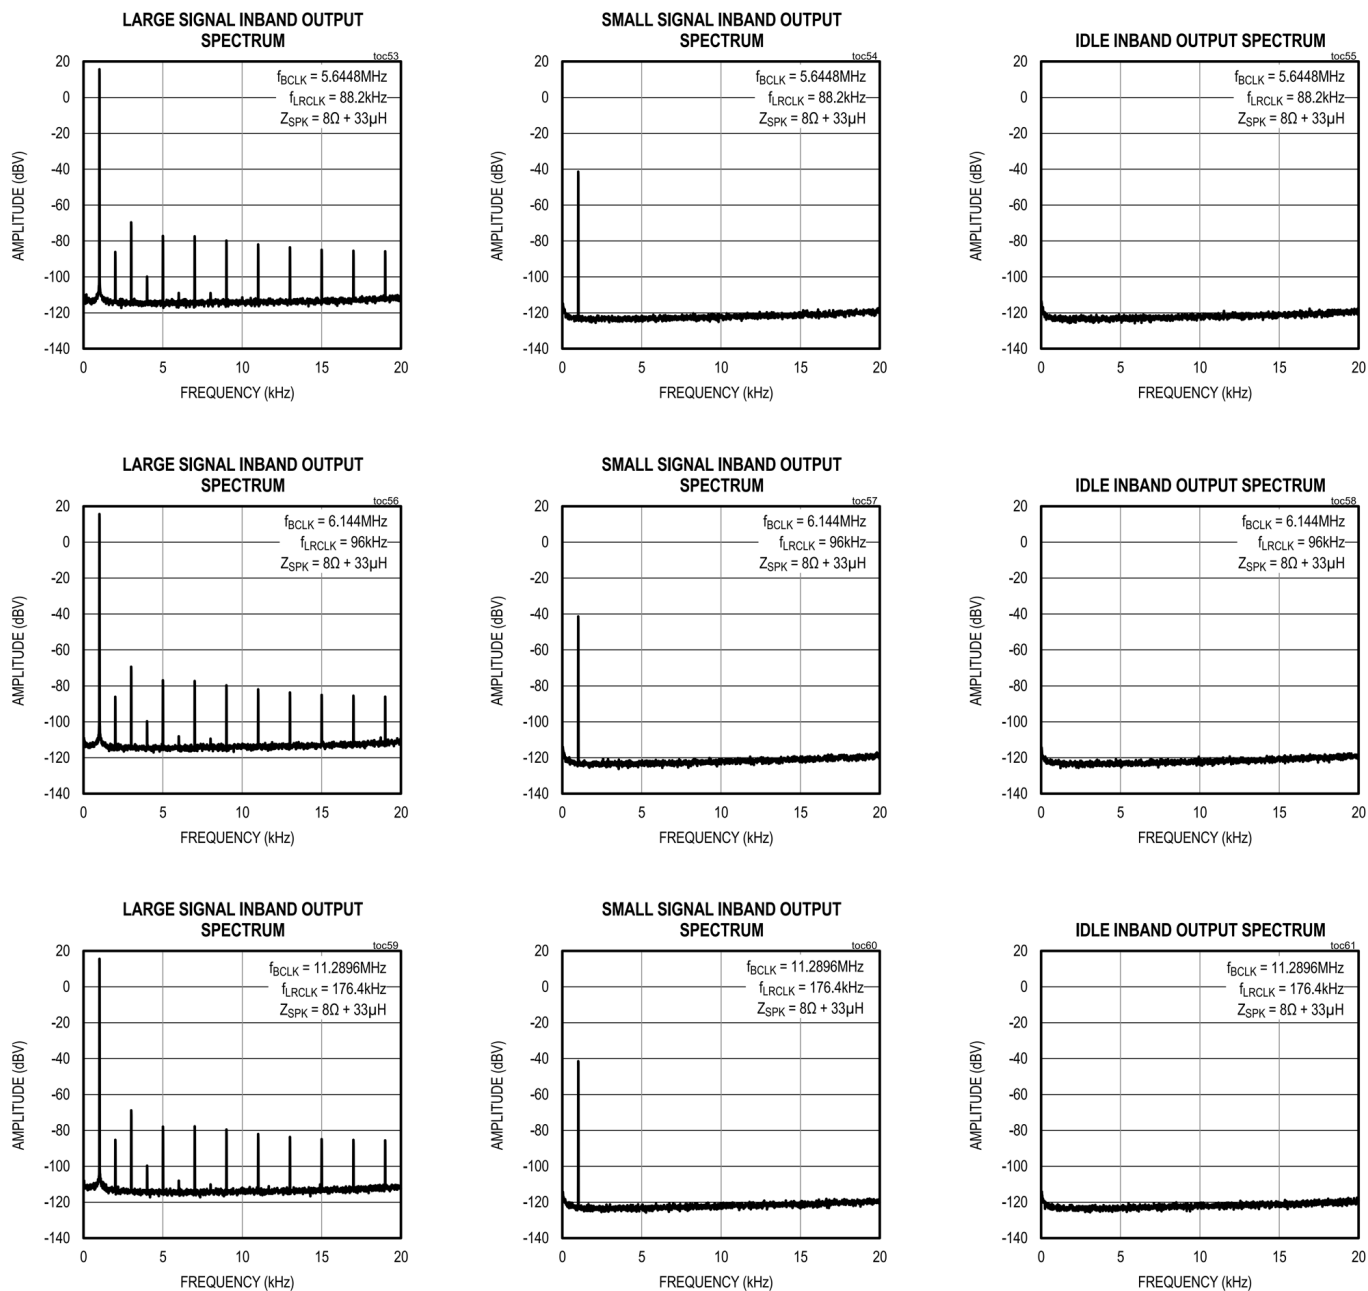 LARGE SIGNAL INBAND OUTPUT
SPECTRUM
toc53
20
0
-20
-40
-60
-80
-100
-120
-140
AMPLITUDE (dBV)
fBCLK = 5.6448MHz
fLRCLK = 88.2kHz
ZSPK = 8Ω + 33µH
0 5 10 15 20
FREQUENCY (kHz)
SMALL SIGNAL INBAND OUTPUT
SPECTRUM
toc54
20
0
-20
-40
-60
-80
-100
-120
-140
AMPLITUDE (dBV)
fBCLK = 5.6448MHz
fLRCLK = 88.2kHz
ZSPK = 8Ω + 33µH
0 5 10 15 20
FREQUENCY (kHz)
IDLE INBAND OUTPUT SPECTRUM
toc55
20
0
-20
-40
-60
-80
-100
-120
-140
AMPLITUDE (dBV)
fBCLK = 5.6448MHz
fLRCLK = 88.2kHz
ZSPK = 8Ω + 33µH
0 5 10 15 20
FREQUENCY (kHz)
LARGE SIGNAL INBAND OUTPUT
SPECTRUM
toc56
20
0
-20
-40
-60
-80
-100
-120
-140
AMPLITUDE (dBV)
fBCLK = 6.144MHz
fLRCLK = 96kHz
ZSPK = 8Ω + 33µH
0 5 10 15 20
FREQUENCY (kHz)
SMALL SIGNAL INBAND OUTPUT
SPECTRUM
toc57
20
0
-20
-40
-60
-80
-100
-120
-140
AMPLITUDE (dBV)
fBCLK = 6.144MHz
fLRCLK = 96kHz
ZSPK = 8Ω + 33µH
0 5 10 15 20
FREQUENCY (kHz)
IDLE INBAND OUTPUT SPECTRUM
toc58
20
0
-20
-40
-60
-80
-100
-120
-140
AMPLITUDE (dBV)
fBCLK = 6.144MHz
fLRCLK = 96kHz
ZSPK = 8Ω + 33µH
0 5 10 15 20
FREQUENCY (kHz)
LARGE SIGNAL INBAND OUTPUT
SPECTRUM
toc59
20
0
-20
-40
-60
-80
-100
-120
-140
AMPLITUDE (dBV)
fBCLK = 11.2896MHz
fLRCLK = 176.4kHz
ZSPK = 8Ω + 33µH
0 5 10 15 20
FREQUENCY (kHz)
SMALL SIGNAL INBAND OUTPUT
SPECTRUM
toc60
20
0
-20
-40
-60
-80
-100
-120
-140
AMPLITUDE (dBV)
fBCLK = 11.2896MHz
fLRCLK = 176.4kHz
ZSPK = 8Ω + 33µH
0 5 10 15 20
FREQUENCY (kHz)
IDLE INBAND OUTPUT SPECTRUM
toc61
20
0
-20
-40
-60
-80
-100
-120
-140
AMPLITUDE (dBV)
fBCLK = 11.2896MHz
fLRCLK = 176.4kHz
ZSPK = 8Ω + 33µH
0 5 10 15 20
FREQUENCY (kHz)